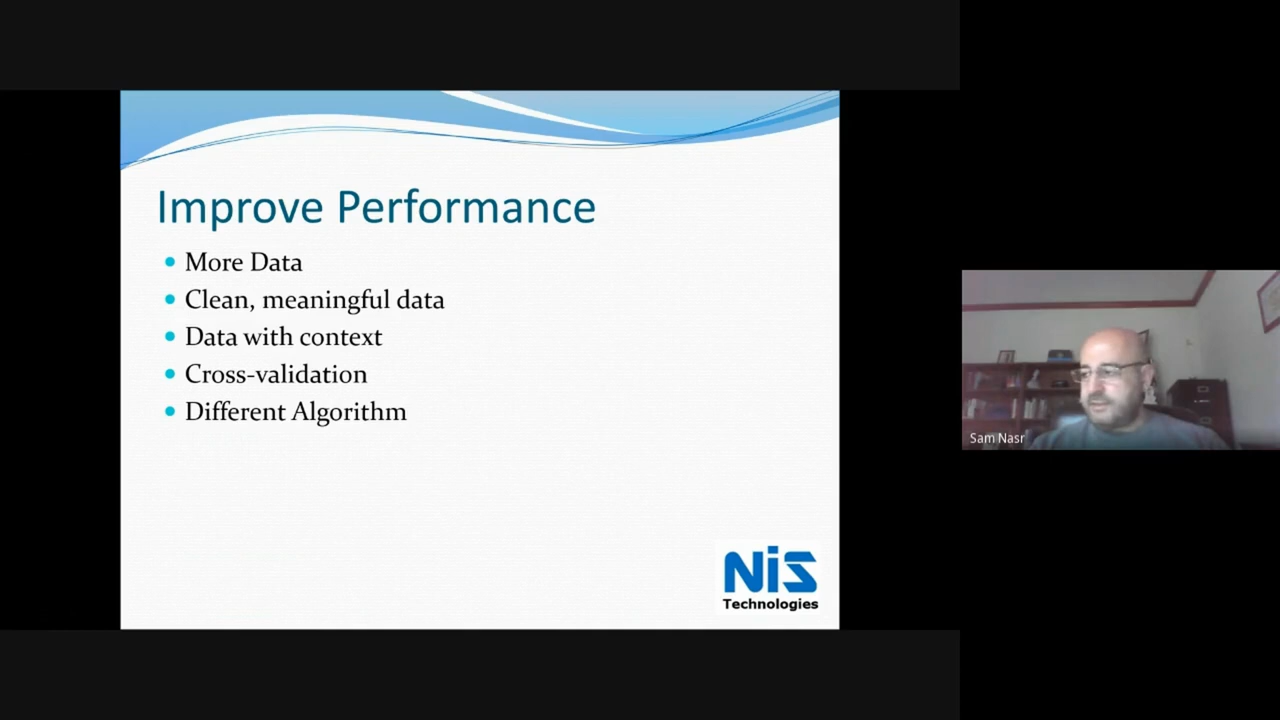 Improve Performance
More Data
Clean, meaningful data
Data with context
Cross-validation
Different Algorithm
NiS
Technologies
Sam Nasr